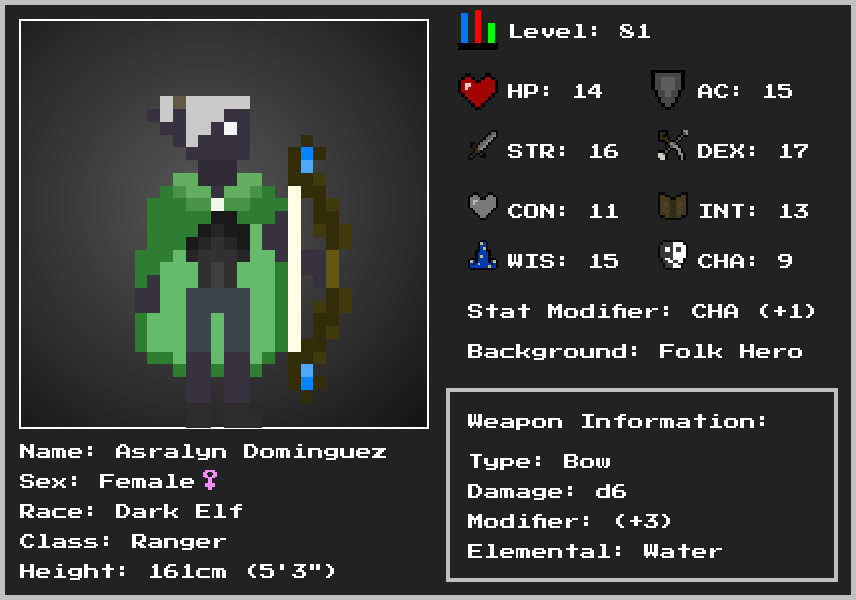 Level: 81
HP: 14 AC: 15
STR: 16 DEX: 17
CON: 11 INT: 13
WIS: 15 CHA: 9
Stat Modifier: CHA (+1)
Background: Folk Hero
Weapon Information:
Type: Bow
Damage: d6
Modifier: (+3)
Elemental: Water
Name: Asralyn Dominguez
Sex: Female♀
Race: Dark Elf
Class: Ranger
Height: 161cm (5'3")